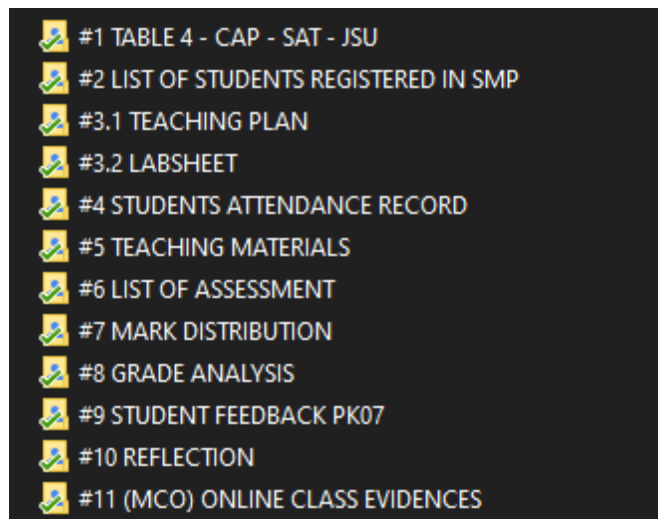 #1 TABLE 4 - CAP - SAT - JSU
#2 LIST OF STUDENTS REGISTERED IN SMP
#3.1 TEACHING PLAN
#3.2 LABSHEET
#4 STUDENTS ATTENDANCE RECORD
#5 TEACHING MATERIALS
#6 LIST OF ASSESSMENT
#7 MARK DISTRIBUTION
#8 GRADE ANALYSIS
#9 STUDENT FEEDBACK PK07
#10 REFLECTION
#11 (MCO) ONLINE CLASS EVIDENCES